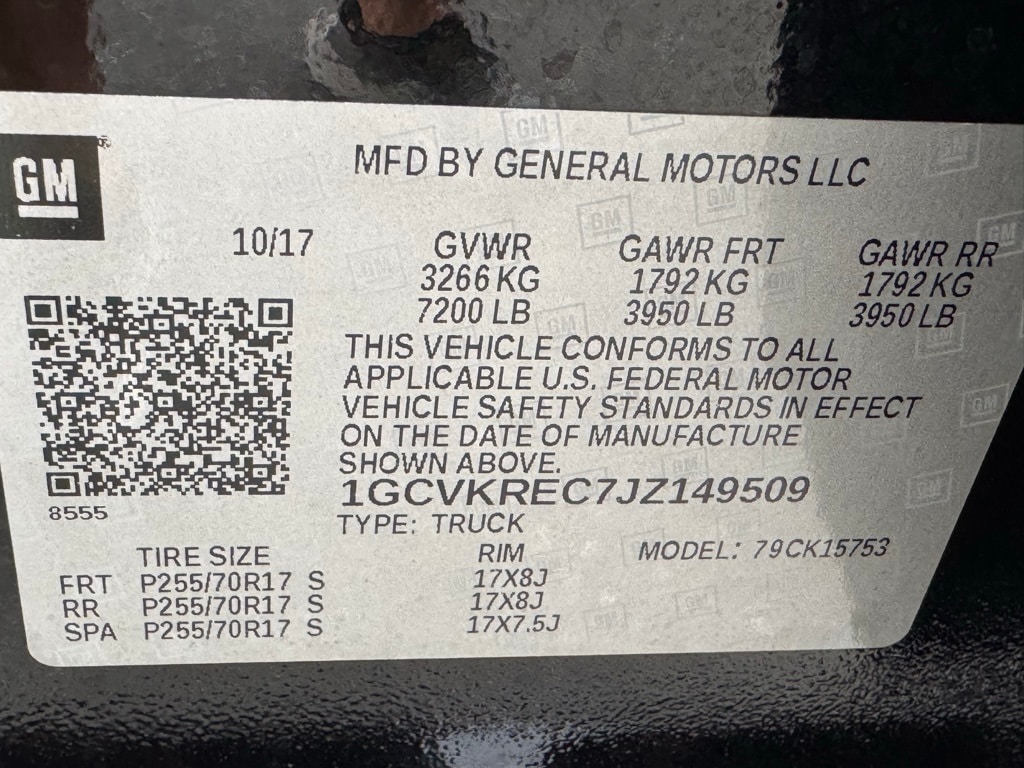 GM
MFD BY GENERAL MOTORS LLC
10/17
GVWR GAWR FRT GAWR RR
3266 KG 1792 KG 1792 KG
7200 LB 3950 LB 3950 LB
THIS VEHICLE CONFORMS TO ALL
APPLICABLE U.S. FEDERAL MOTOR
VEHICLE SAFETY STANDARDS IN EFFECT
ON THE DATE OF MANUFACTURE
SHOWN ABOVE.
1GCVKREC7JZ149509
8555
TYPE: TRUCK
TIRE SIZE RIM MODEL: 79CK15753
FRT P255/70R17 S 17X8J
RR P255/70R17 S 17X8J
SPA P255/70R17 S 17X7.5J